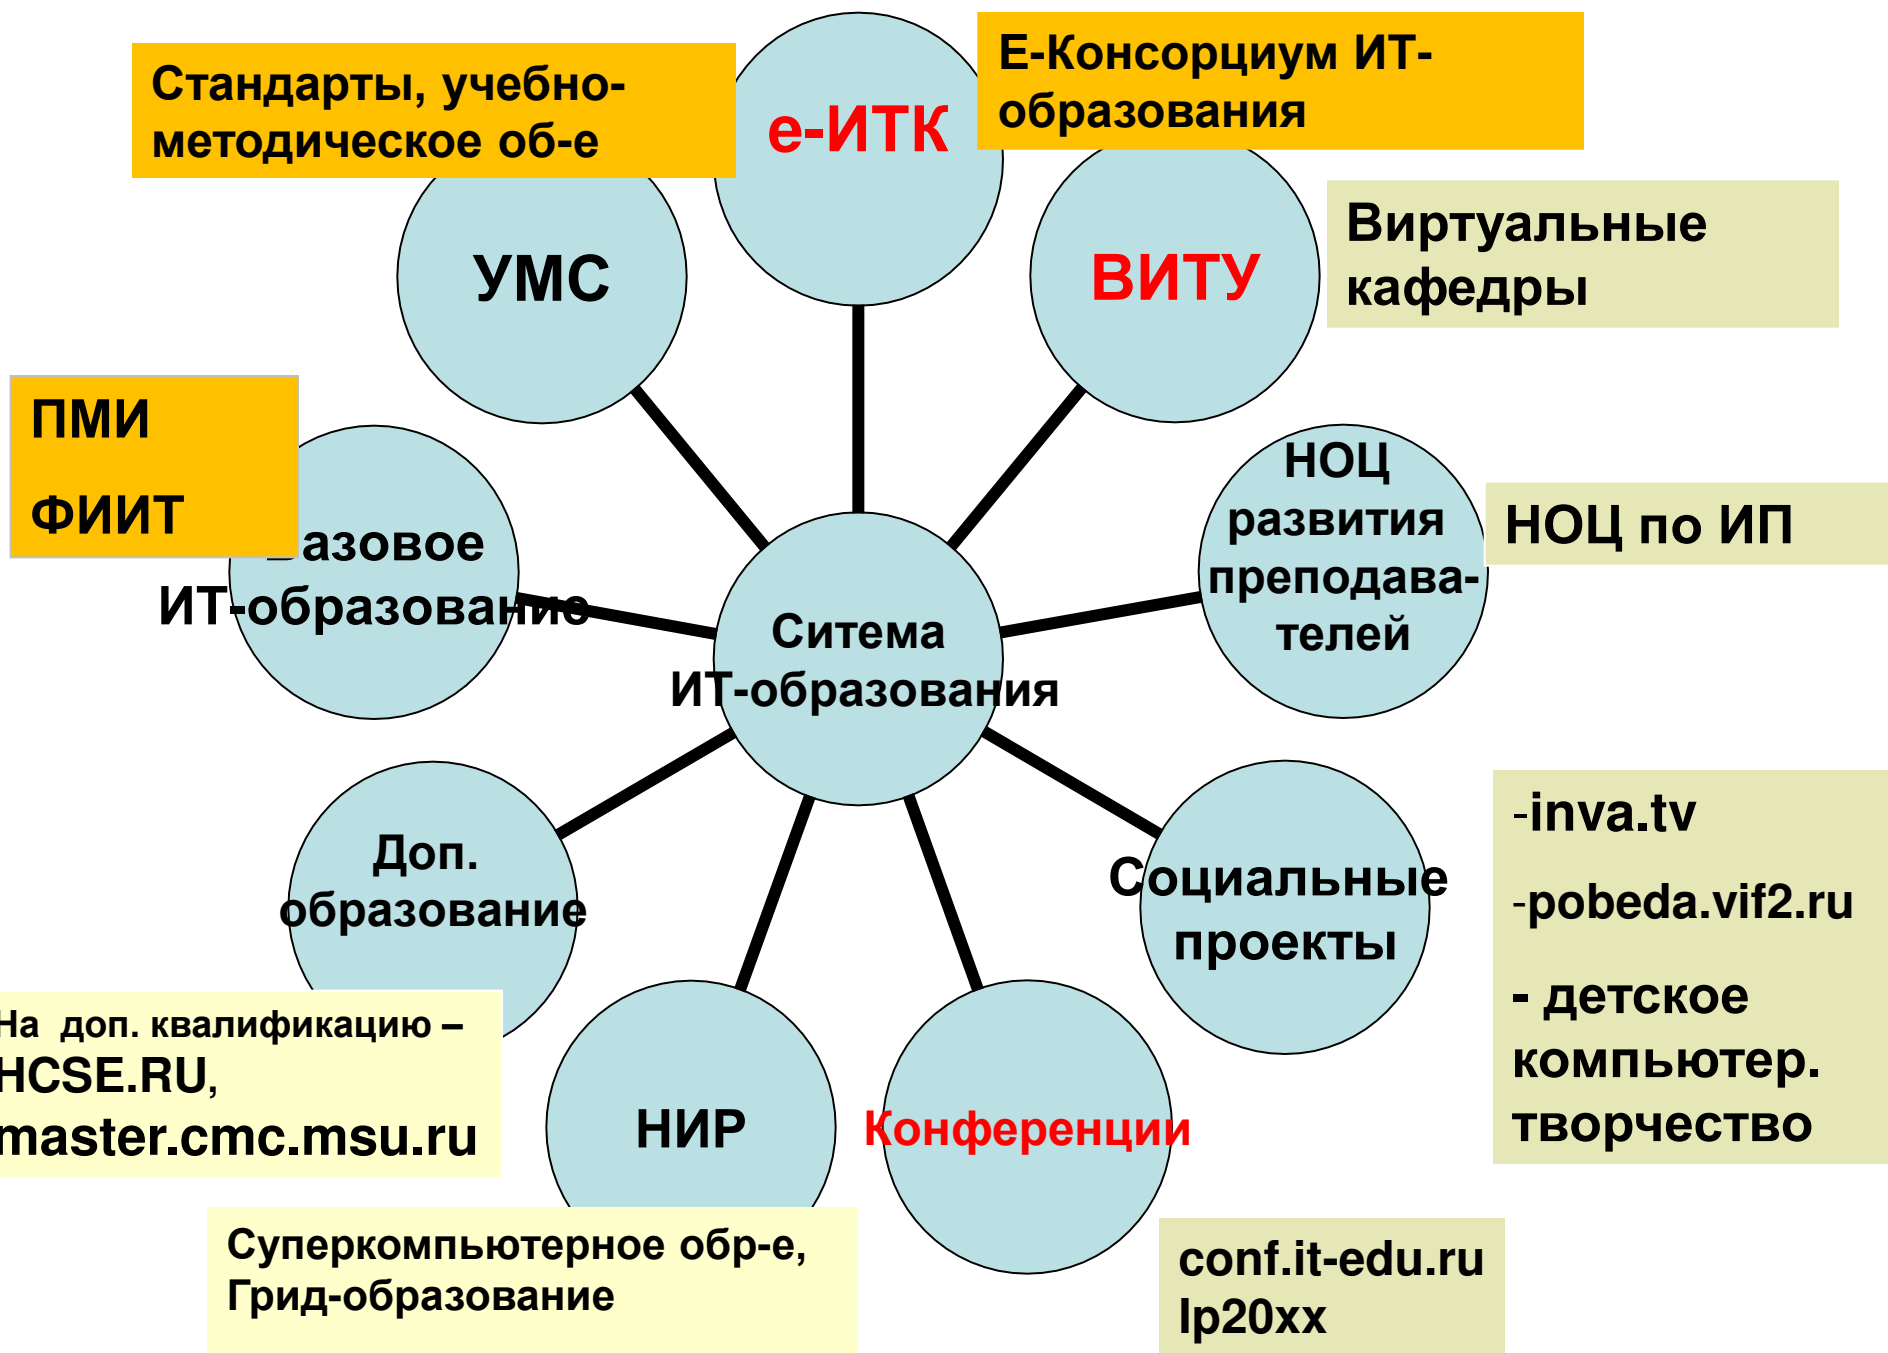 Стандарты, учебно-
методическое об-е
е-ИТК
Е-Консорциум ИТ-
образования
УМС
ВИТУ
Виртуальные
кафедры
ПМИ
ФИИТ
азовое
ИТ-образование
НОЦ
развития
преподава-
телей
НОЦ по ИП
Ситема
ИТ-образования
Доп.
образование
Социальные
проекты
-inva.tv
-pobeda.vif2.ru
- детское
компьютер.
творчество
На доп. квалификацию –
HCSE.RU,
master.cmc.msu.ru
НИР
Конференции
Суперкомпьютерное обр-е,
Грид-образование
conf.it-edu.ru
Ip20xx